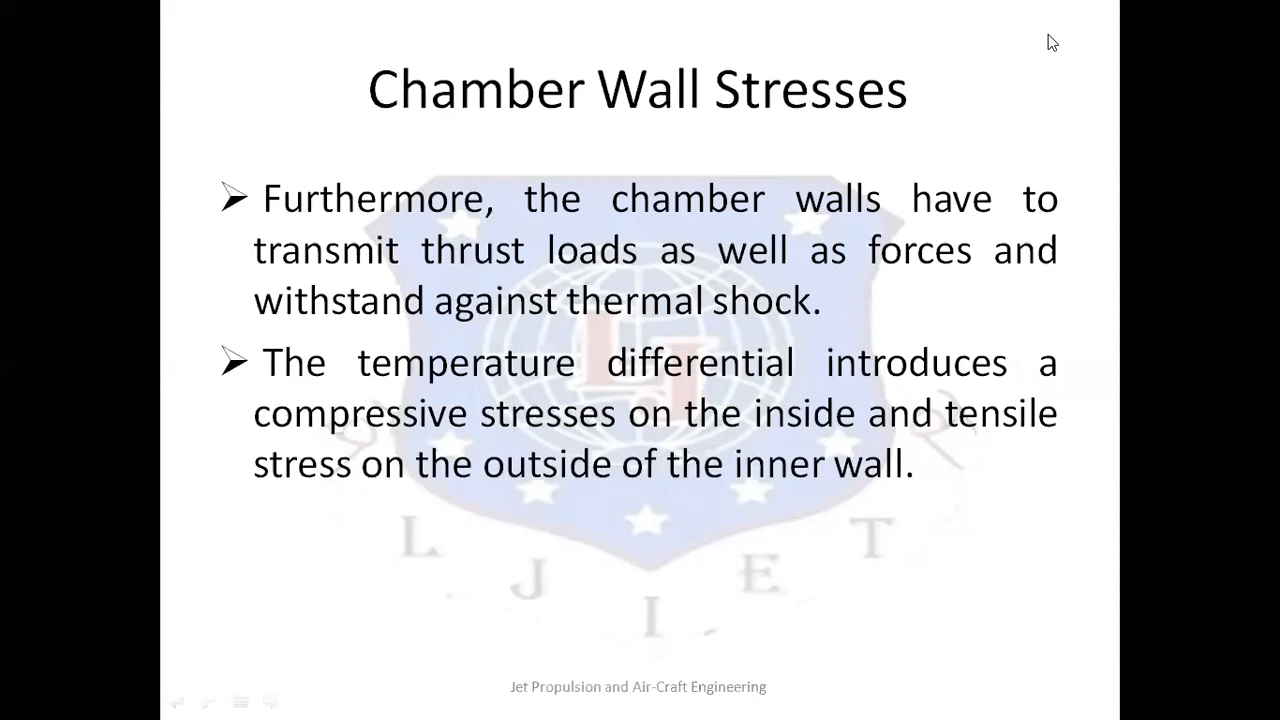 Chamber Wall Stresses
➢ Furthermore, the chamber walls have to
transmit thrust loads as well as forces and
withstand against thermal shock.
➢ The temperature differential introduces a
compressive stresses on the inside and tensile
stress on the outside of the inner wall.
LJ
L J I E T
Jet Propulsion and Air-Craft Engineering